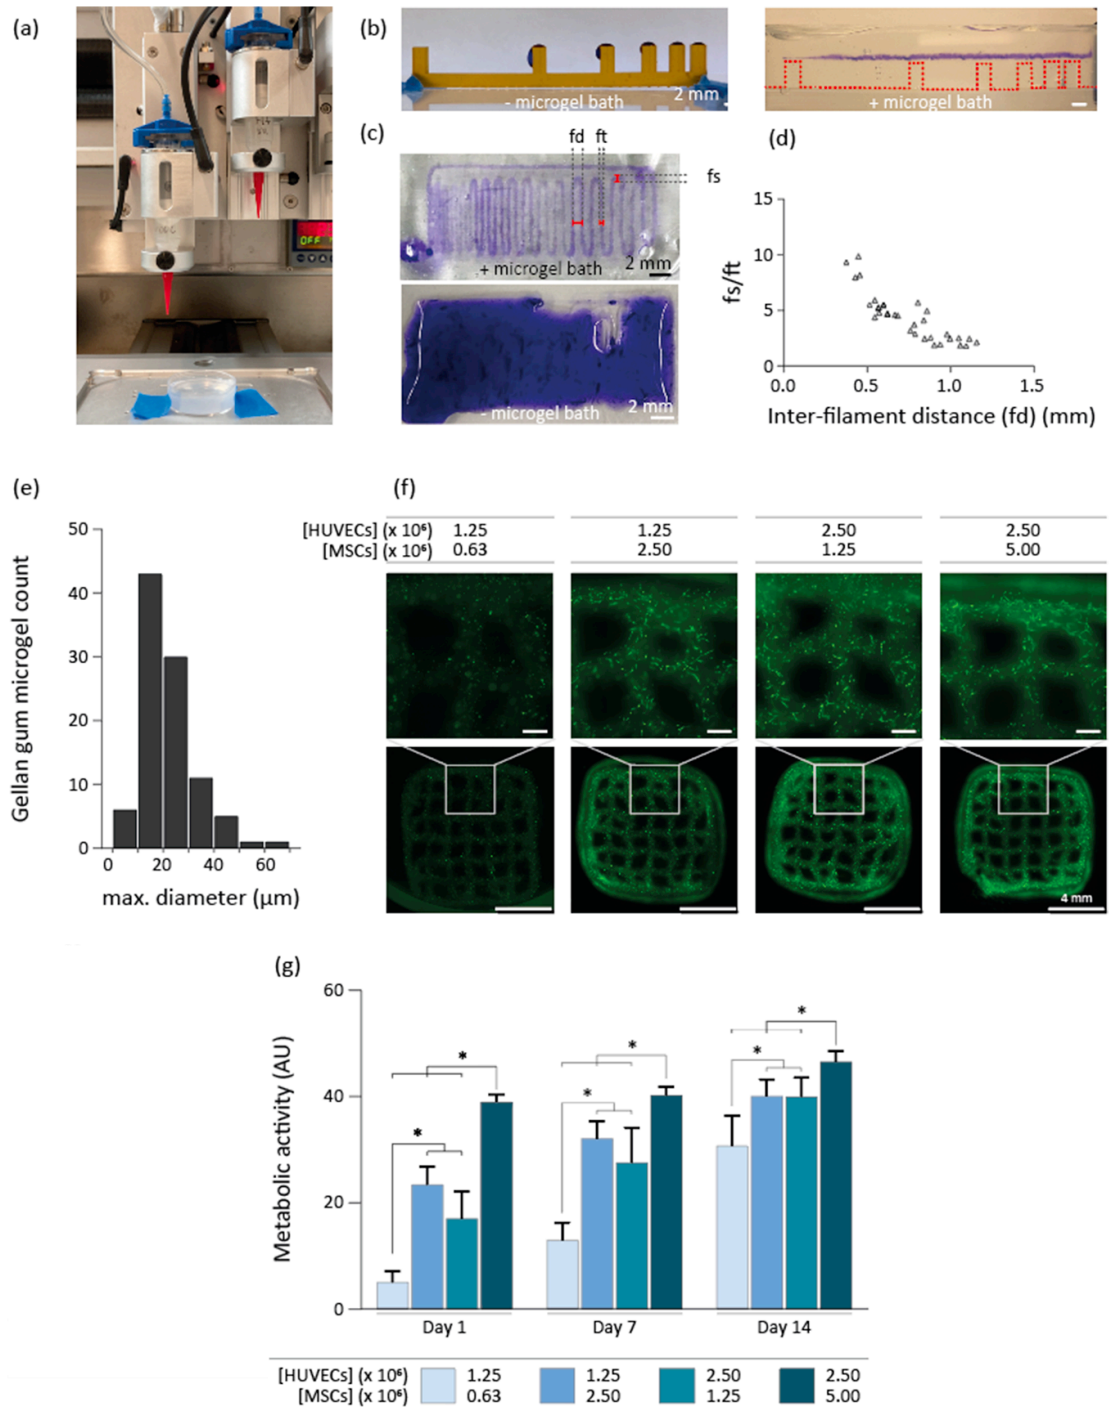 (a)
OFF
(b)
- microgel bath
2 mm
+ microgel bath
(c)
fd
ft
fs
+ microgel bath
2 mm
- microgel bath
2 mm
(d)
fs/ft
15
10
5
0
0.0
0.5
1.0
1.5
Inter-filament distance (fd) (mm)
(e)
Gellan gum microgel count
50
40
30
20
10
0
0
20
40
60
max. diameter (µm)
(f)
[HUVECs] (x 10⁶) 1.25 1.25 2.50 2.50
[MSCs] (x 10⁶) 0.63 2.50 1.25 5.00
4 mm
(g)
Metabolic activity (AU)
60
40
20
0
* * * * * *
Day 1
Day 7
Day 14
[HUVECs] (x 10⁶) 1.25 1.25 2.50 2.50
[MSCs] (x 10⁶) 0.63 2.50 1.25 5.00